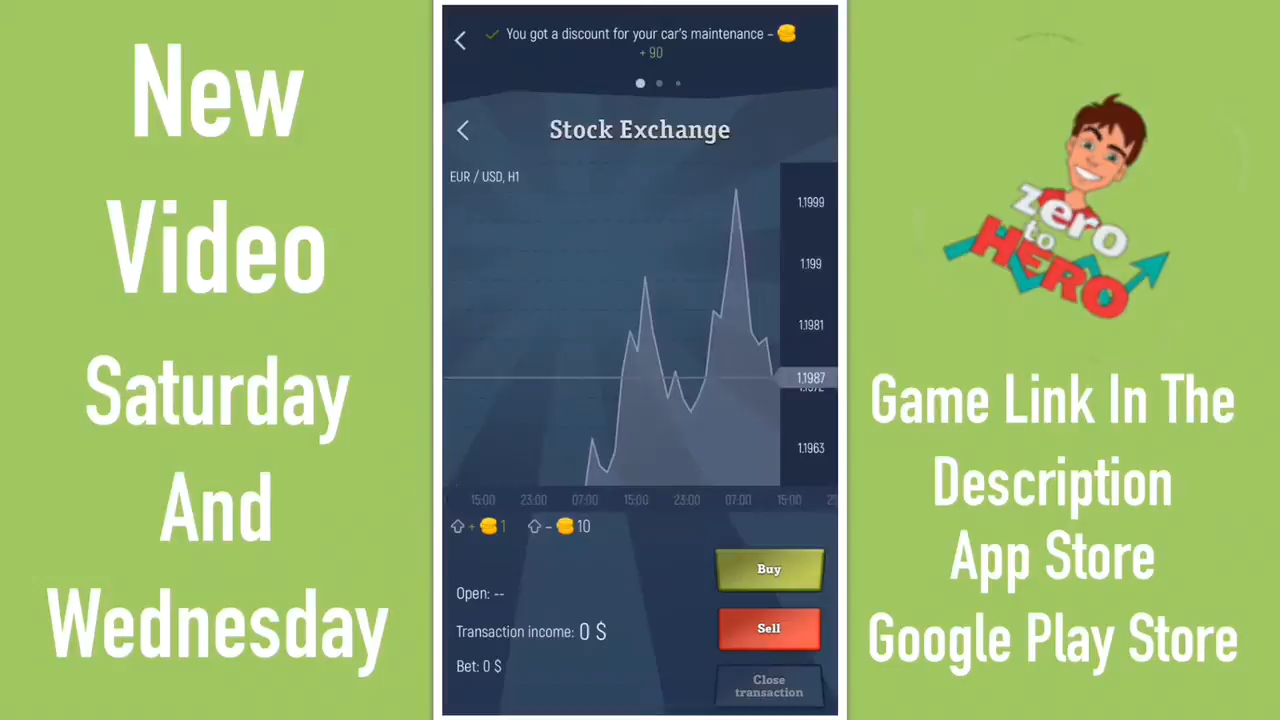 New
Video
Saturday
And
Wednesday
You got a discount for your car's maintenance -
+ 90
Stock Exchange
EUR / USD, H1
1.1999
1.199
1.1981
1.1987
1.1972
1.1963
15:00 23:00 07:00 15:00 23:00 07:00 15:00
+ 1 - 10
Buy
Open: --
Sell
Transaction income: 0 $
Bet: 0 $
Close
transaction
zero
to
HERO
Game Link In The
Description
App Store
Google Play Store